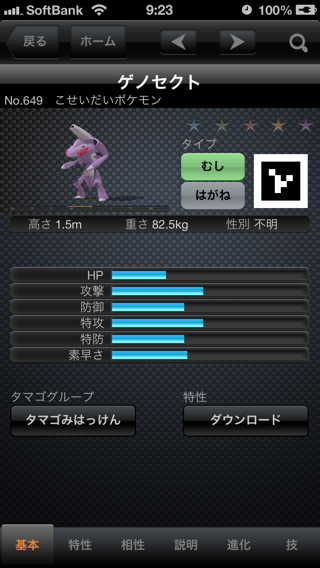 SoftBank 9:23 100%
戻る ホーム
ゲノセクト
No.649 こせいだいポケモン
タイプ
むし
はがね
高さ 1.5m 重さ 82.5kg 性別 不明
HP
攻撃
防御
特攻
特防
素早さ
タマゴグループ 特性
タマゴみはっけん ダウンロード
基本 特性 相性 説明 進化 技